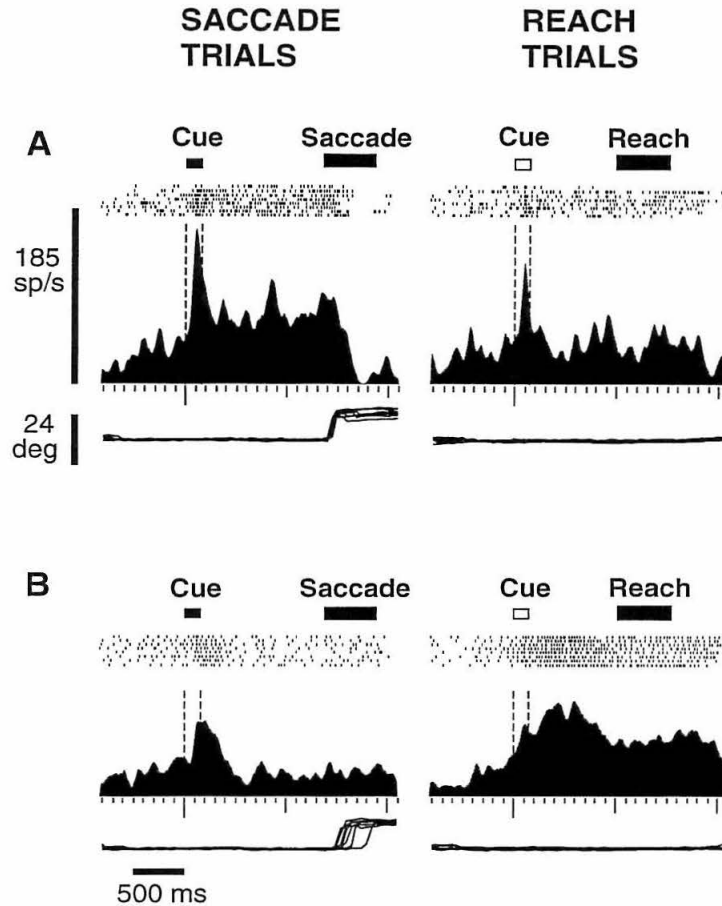 SACCADE TRIALS
REACH TRIALS
A
Cue
Saccade
Cue
Reach
185
sp/s
24
deg
B
Cue
Saccade
Cue
Reach
500 ms